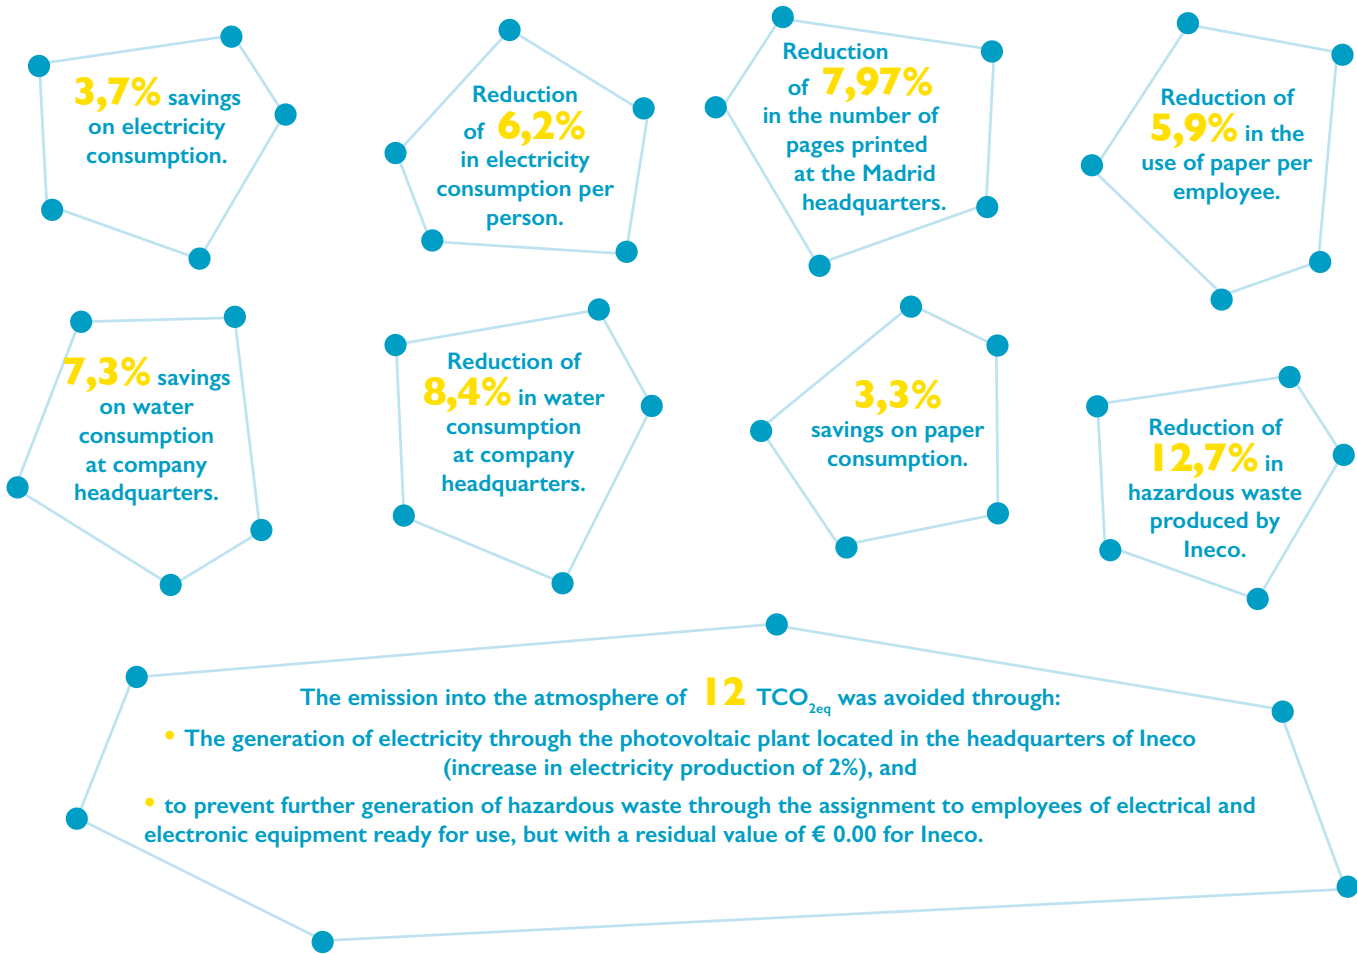 3,7% savings
on electricity
consumption.
Reduction
of 6,2%
in electricity
consumption per
person.
Reduction
of 7,97%
in the number of
pages printed
at the Madrid
headquarters.
Reduction of
5,9% in the
use of paper per
employee.
7,3% savings
on water
consumption
at company
headquarters.
Reduction of
8,4% in water
consumption
at company
headquarters.
3,3%
savings on paper
consumption.
Reduction of
12,7% in
hazardous waste
produced by
Ineco.
The emission into the atmosphere of 12 TCO2eq was avoided through:
• The generation of electricity through the photovoltaic plant located in the headquarters of Ineco
(increase in electricity production of 2%), and
• to prevent further generation of hazardous waste through the assignment to employees of electrical and
electronic equipment ready for use, but with a residual value of € 0.00 for Ineco.